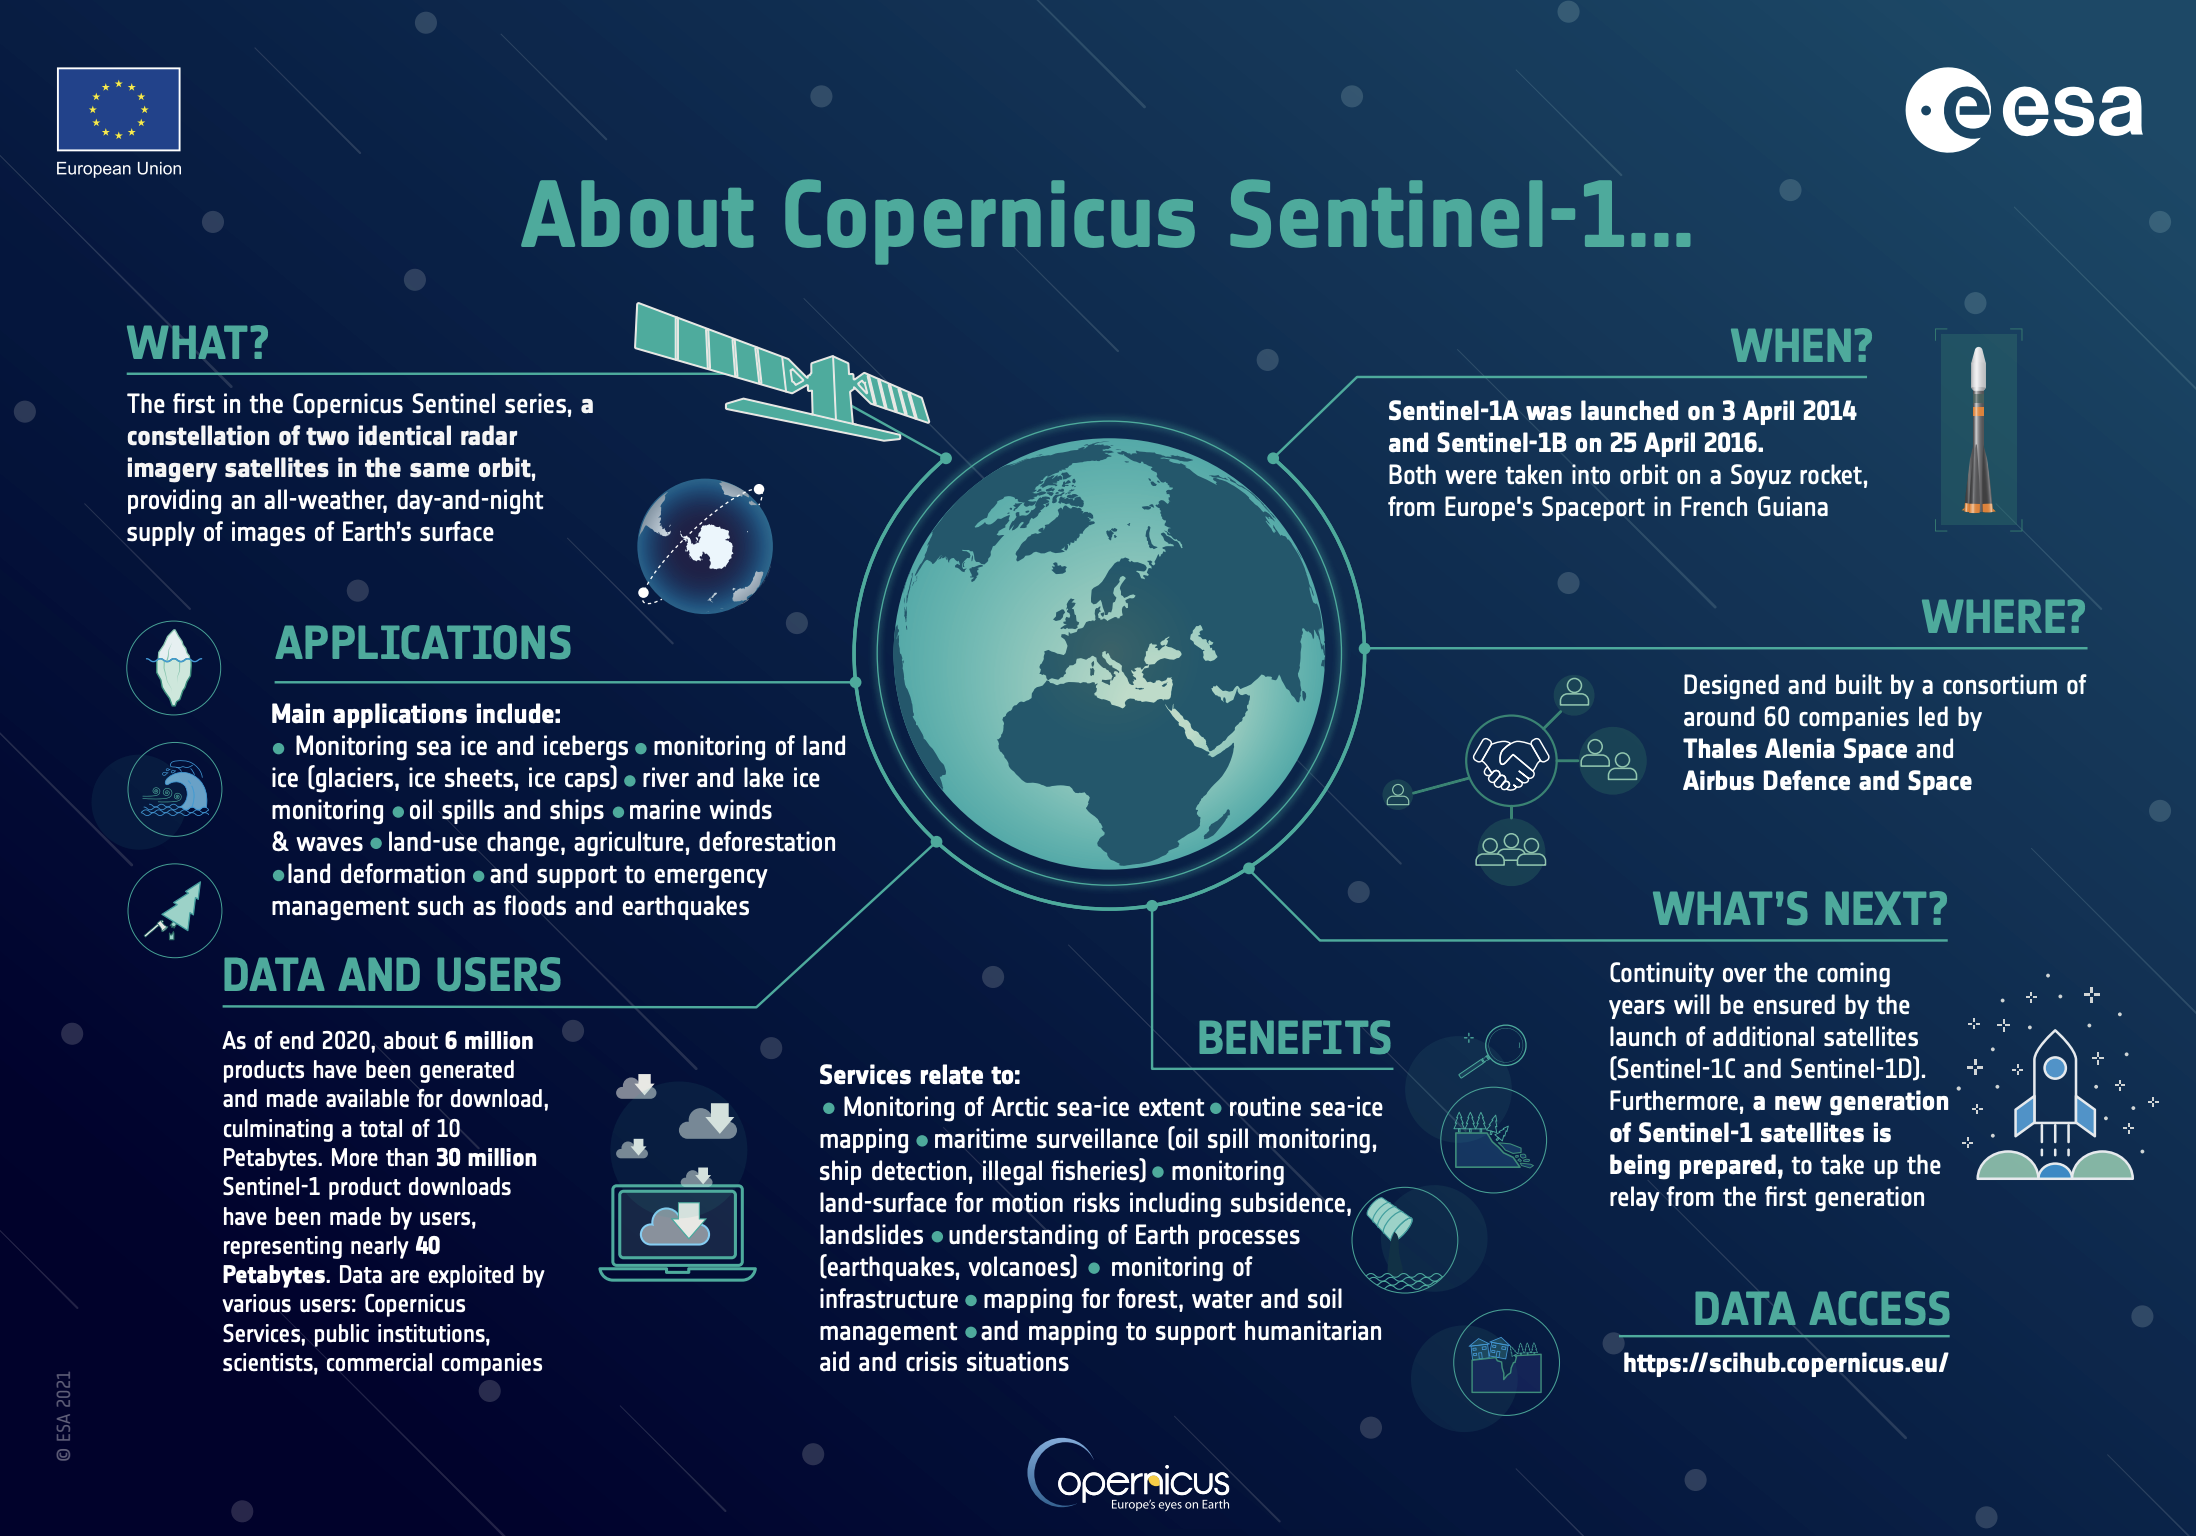 European Union
esa
About Copernicus Sentinel-1...
WHAT?
The first in the Copernicus Sentinel series, a
constellation of two identical radar
imagery satellites in the same orbit,
providing an all-weather, day-and-night
supply of images of Earth's surface
APPLICATIONS
Main applications include:
● Monitoring sea ice and icebergs ● monitoring of land
ice (glaciers, ice sheets, ice caps) ● river and lake ice
monitoring ● oil spills and ships ● marine winds
& waves ● land-use change, agriculture, deforestation
● land deformation ● and support to emergency
management such as floods and earthquakes
DATA AND USERS
As of end 2020, about 6 million
products have been generated
and made available for download,
culminating a total of 10
Petabytes. More than 30 million
Sentinel-1 product downloads
have been made by users,
representing nearly 40
Petabytes. Data are exploited by
various users: Copernicus
Services, public institutions,
scientists, commercial companies
WHEN?
Sentinel-1A was launched on 3 April 2014
and Sentinel-1B on 25 April 2016.
Both were taken into orbit on a Soyuz rocket,
from Europe's Spaceport in French Guiana
WHERE?
Designed and built by a consortium of
around 60 companies led by
Thales Alenia Space and
Airbus Defence and Space
WHAT'S NEXT?
Continuity over the coming
years will be ensured by the
launch of additional satellites
(Sentinel-1C and Sentinel-1D).
Furthermore, a new generation
of Sentinel-1 satellites is
being prepared, to take up the
relay from the first generation
BENEFITS
Services relate to:
● Monitoring of Arctic sea-ice extent ● routine sea-ice
mapping ● maritime surveillance (oil spill monitoring,
ship detection, illegal fisheries) ● monitoring
land-surface for motion risks including subsidence,
landslides ● understanding of Earth processes
(earthquakes, volcanoes) ● monitoring of
infrastructure ● mapping for forest, water and soil
management ● and mapping to support humanitarian
aid and crisis situations
DATA ACCESS
https://scihub.copernicus.eu/
© ESA 2021
Copernicus
Europe's eyes on Earth